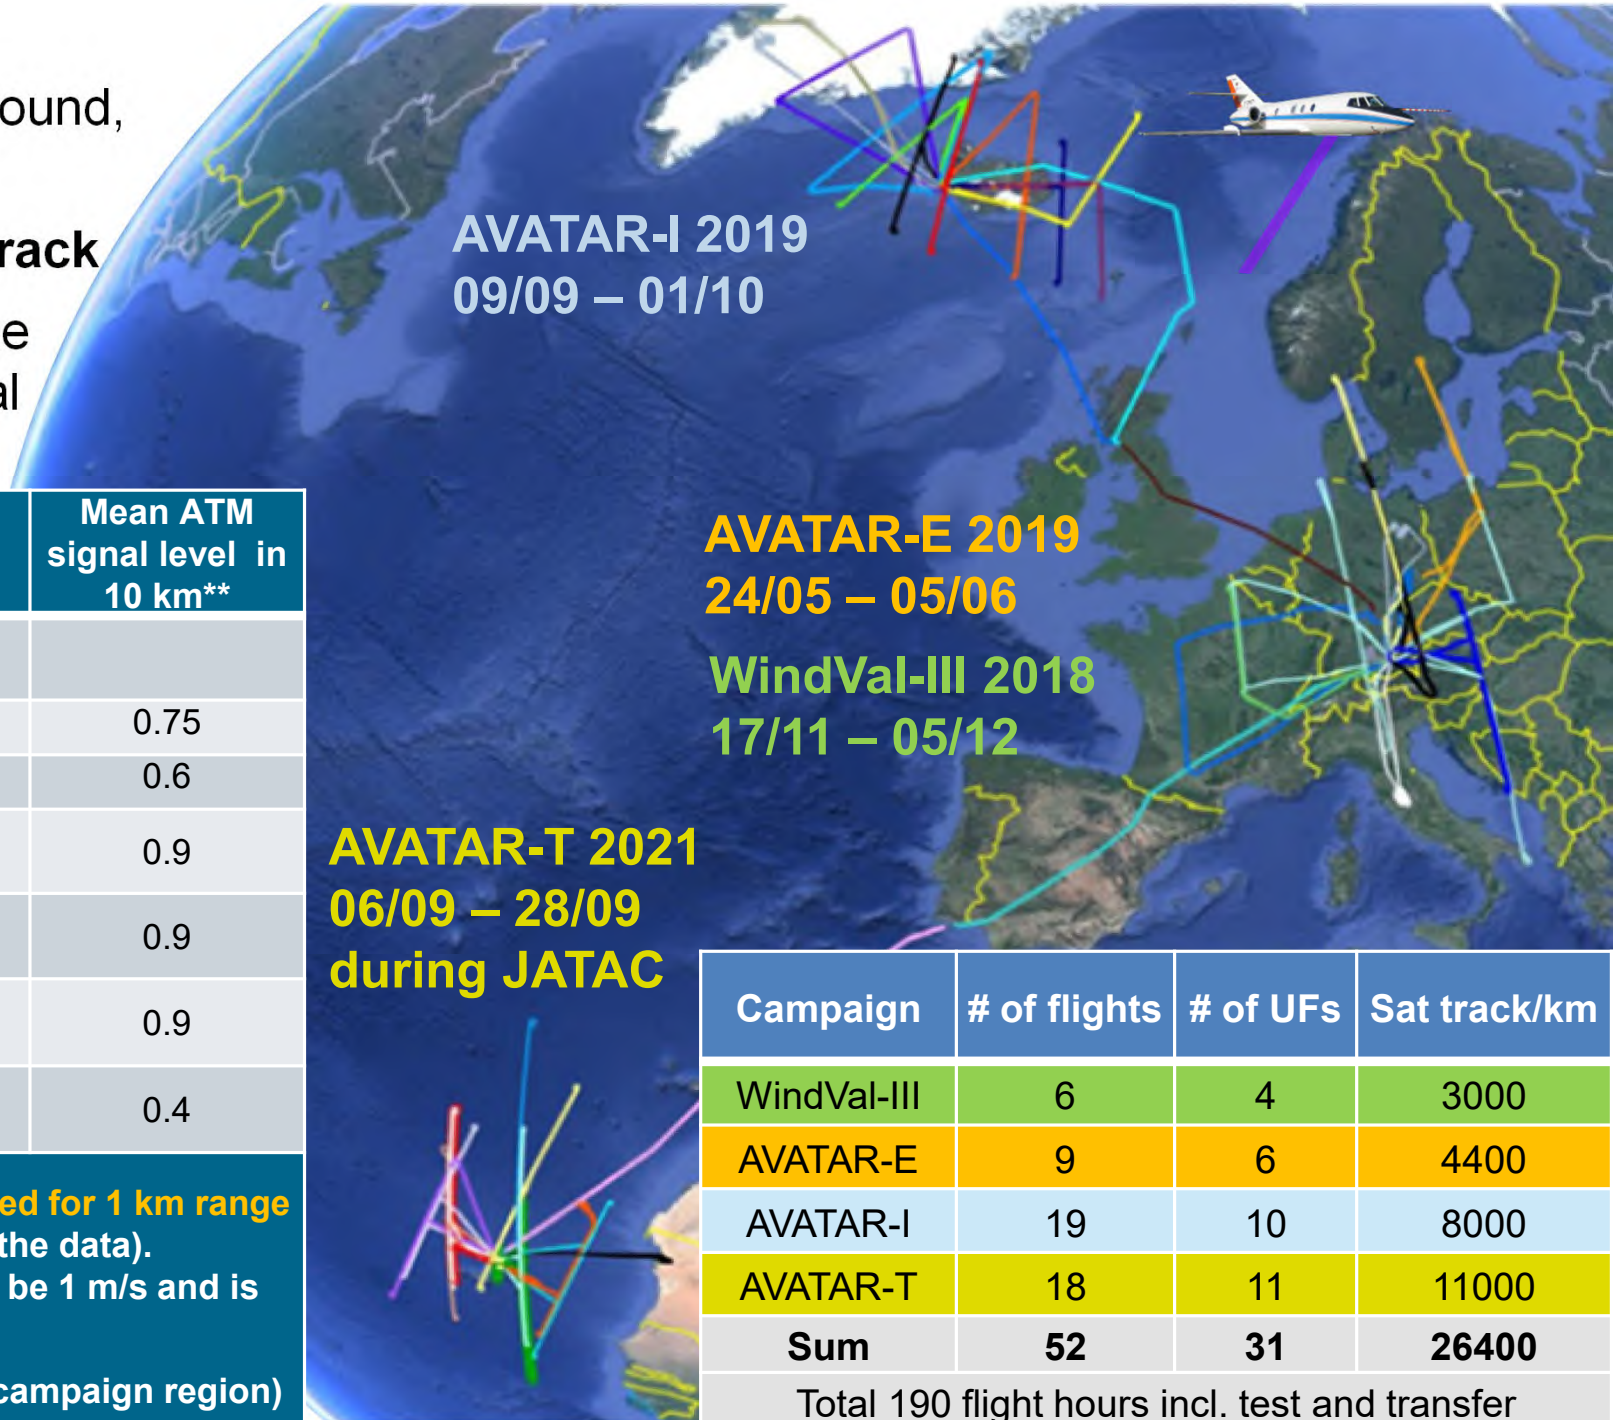 ound,
rack
e
al
AVATAR-I 2019
09/09 – 01/10
AVATAR-E 2019
24/05 – 05/06
WindVal-III 2018
17/11 – 05/12
AVATAR-T 2021
06/09 – 28/09
during JATAC
Mean ATM
signal level in
10 km**
0.75
0.6
0.9
0.9
0.9
0.4
ed for 1 km range
the data).
be 1 m/s and is
campaign region)
Campaign # of flights # of UFs Sat track/km
WindVal-III 6 4 3000
AVATAR-E 9 6 4400
AVATAR-I 19 10 8000
AVATAR-T 18 11 11000
Sum 52 31 26400
Total 190 flight hours incl. test and transfer